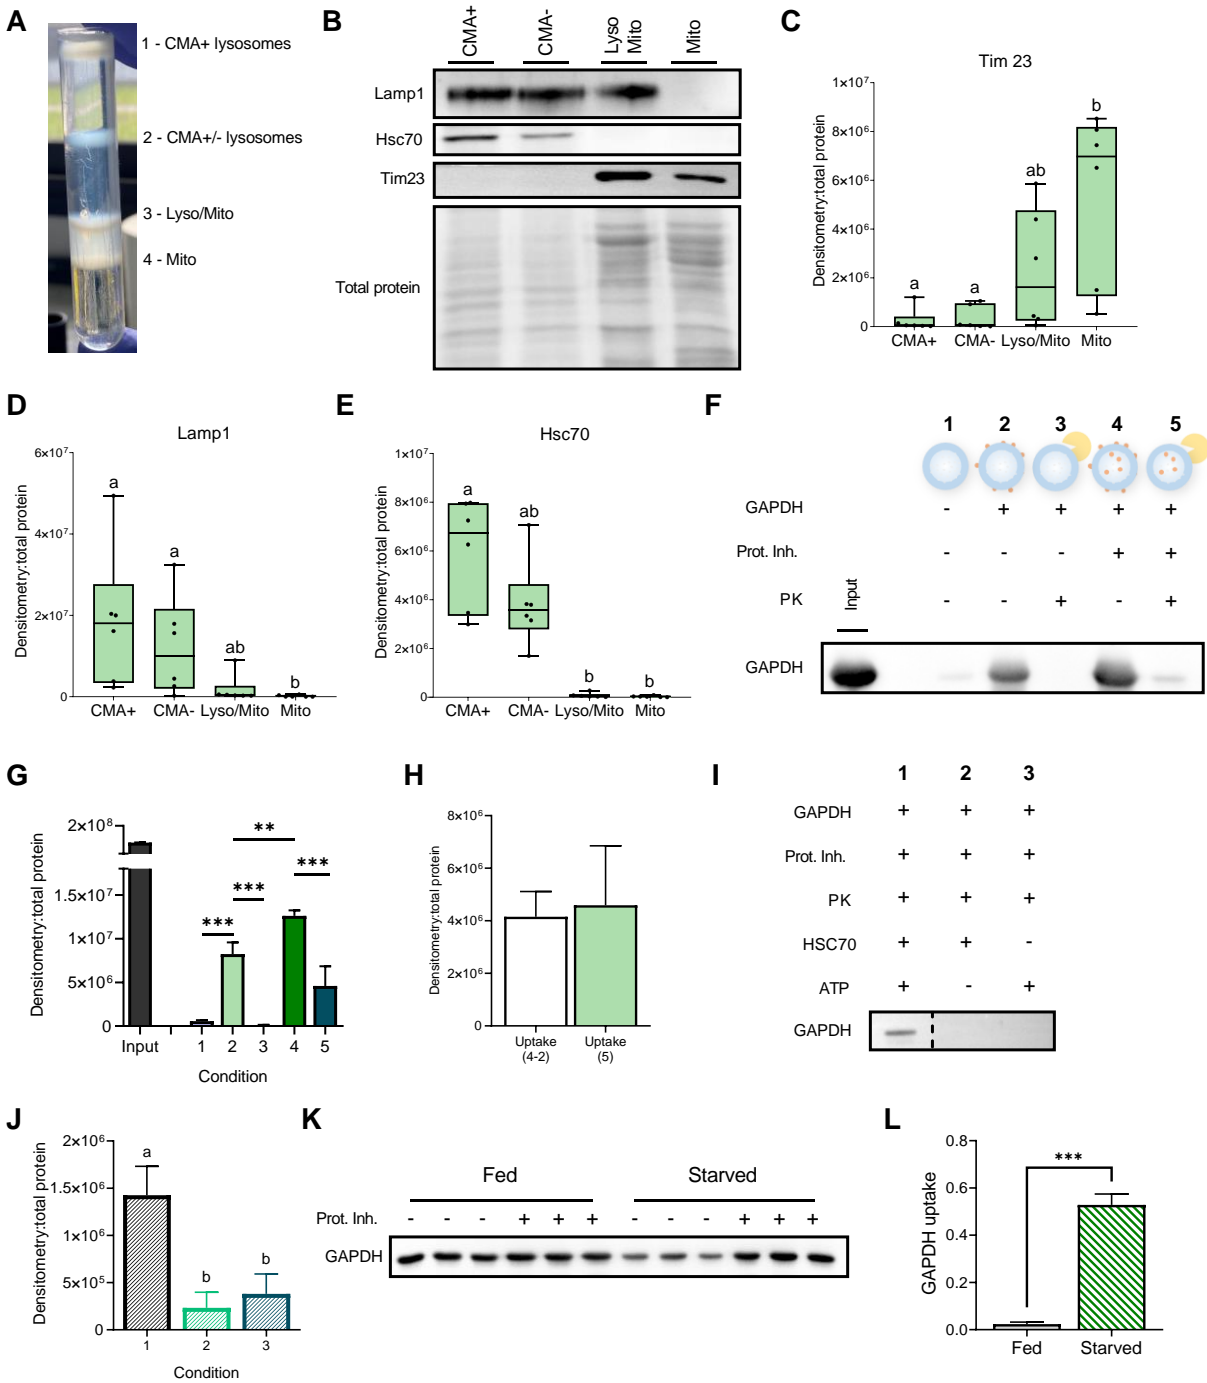 A
1 - CMA+ lysosomes
2 - CMA+/- lysosomes
3 - Lyso/Mito
4 - Mito
B
CMA+
CMA-
Lyso
Mito
Mito
Lamp1
Hsc70
Tim23
Total protein
C
Tim 23
Densitometry:total protein
1×10⁷
8×10⁶
6×10⁶
4×10⁶
2×10⁶
0
a
a
ab
b
CMA+ CMA- Lyso/Mito Mito
D
Lamp1
Densitometry:total protein
6×10⁷
4×10⁷
2×10⁷
0
a
a
ab
b
CMA+ CMA- Lyso/Mito Mito
E
Hsc70
Densitometry:total protein
1×10⁷
8×10⁶
6×10⁶
4×10⁶
2×10⁶
0
a
ab
b
b
CMA+ CMA- Lyso/Mito Mito
F
1 2 3 4 5
GAPDH - + + + +
Prot. Inh. - - - + +
PK - - + - +
Input
GAPDH
G
Densitometry:total protein
2×10⁸
1.5×10⁷
1×10⁷
5×10⁶
0
***
***
**
***
Input 1 2 3 4 5
Condition
H
Densitometry:total protein
8×10⁶
6×10⁶
4×10⁶
2×10⁶
0
Uptake
(4-2)
Uptake
(5)
I
1 2 3
GAPDH + + +
Prot. Inh. + + +
PK + + +
HSC70 + + -
ATP + - +
GAPDH
J
Densitometry:total protein
2×10⁶
1.5×10⁶
1×10⁶
5×10⁵
0
a
b
b
1 2 3
Condition
K
Fed Starved
Prot. Inh. - - - + + + - - - + + +
GAPDH
L
GAPDH uptake
0.8
0.6
0.4
0.2
0.0
***
Fed Starved